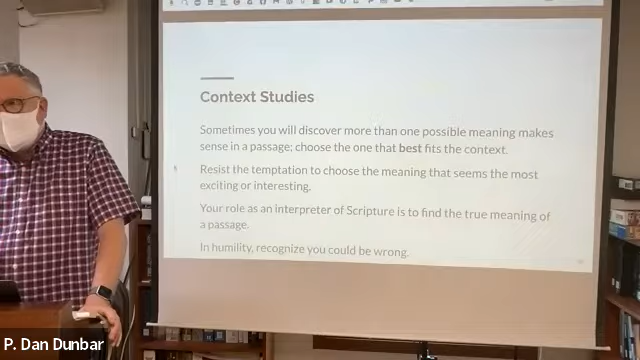 Context Studies
Sometimes you will discover more than one possible meaning makes
sense in a passage; choose the one that best fits the context.
Resist the temptation to choose the meaning that seems the most
exciting or interesting.
Your role as an interpreter of Scripture is to find the true meaning of
a passage.
In humility, recognize you could be wrong.
P. Dan Dunbar